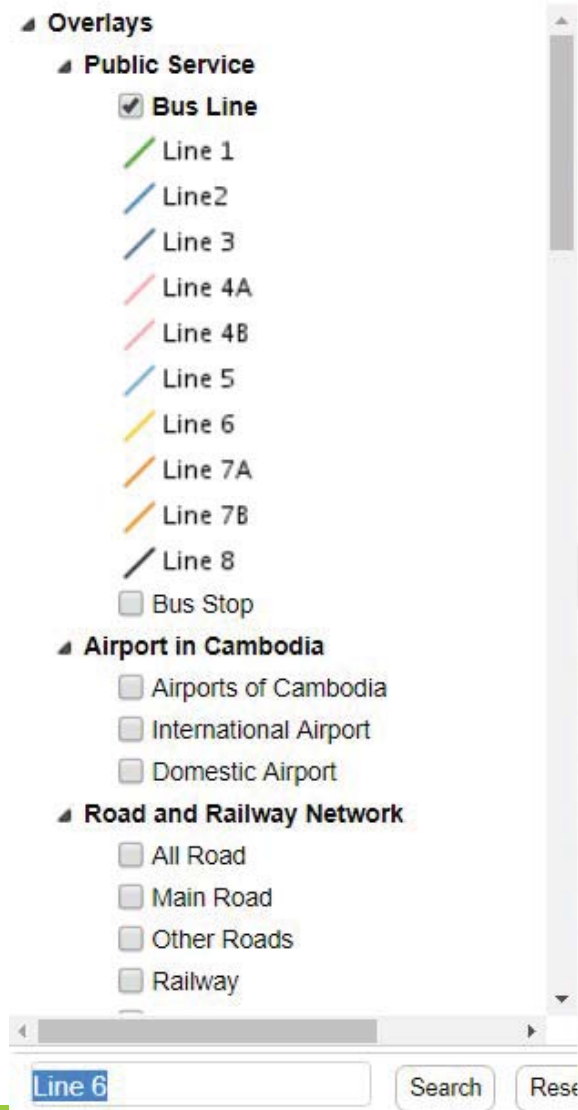 Overlays
Public Service
Bus Line
Line 1
Line2
Line 3
Line 4A
Line 4B
Line 5
Line 6
Line 7A
Line 7B
Line 8
Bus Stop
Airport in Cambodia
Airports of Cambodia
International Airport
Domestic Airport
Road and Railway Network
All Road
Main Road
Other Roads
Railway
Line 6 Search Rese